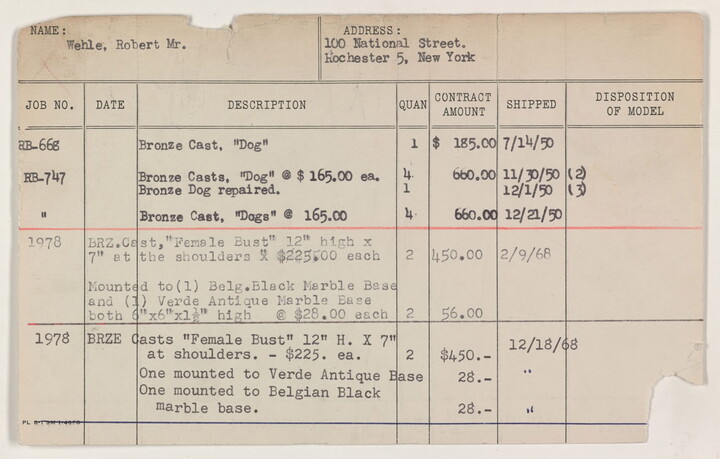 NAME: ADDRESS:
Wehle, Robert Mr. 100 National Street.
Rochester 5, New York
JOB NO. DATE DESCRIPTION QUAN CONTRACT AMOUNT SHIPPED DISPOSITION OF MODEL
RB-668 Bronze Cast, "Dog" 1 $ 185.00 7/14/50
RB-747 Bronze Casts, "Dog" @ $ 165.00 ea. 4 660.00 11/30/50 (2)
Bronze Dog repaired. 1 12/1/50 (3)
" Bronze Cast, "Dogs" @ 165.00 4 660.00 12/21/50
1978 BRZ.Cast,"Female Bust" 12" high x
7" at the shoulders $225.00 each 2 450.00 2/9/68
Mounted to(1) Belg.Black Marble Base
and (1) Verde Antique Marble Base
both 6"x6"x1½" high @ $28.00 each 2 56.00
1978 BRZE Casts "Female Bust" 12" H. X 7" 12/18/68
at shoulders. - $225. ea. 2 $450.-
One mounted to Verde Antique Base 28.- "
One mounted to Belgian Black
marble base. 28.- "